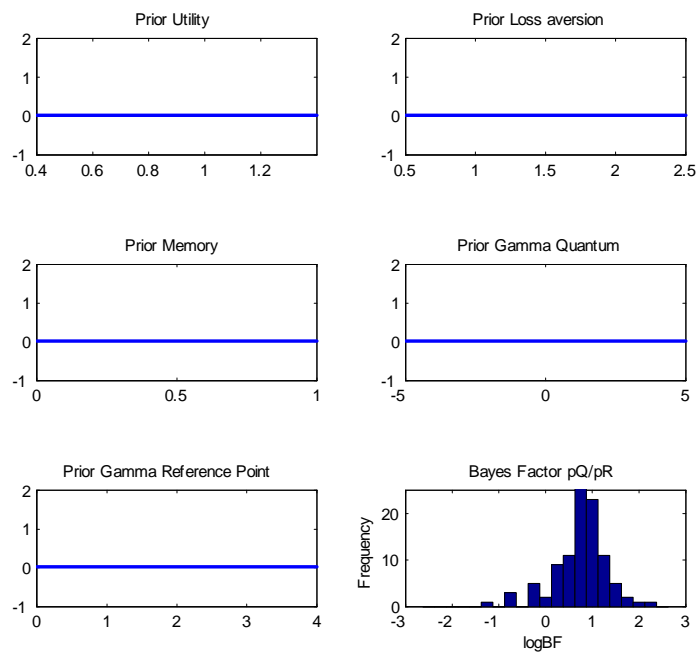 Prior Utility
2
1
0
-1
0.4 0.6 0.8 1 1.2
Prior Loss aversion
2
1
0
-1
0.5 1 1.5 2 2.5
Prior Memory
2
1
0
-1
0 0.5 1
Prior Gamma Quantum
2
1
0
-1
-5 0 5
Prior Gamma Reference Point
2
1
0
-1
0 1 2 3 4
Bayes Factor pQ/pR
Frequency
20
10
0
-3 -2 -1 0 1 2 3
logBF